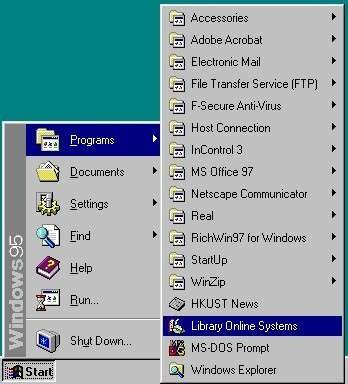 Accessories
Adobe Acrobat
Electronic Mail
File Transfer Service (FTP)
F-Secure Anti-Virus
Host Connection
InControl 3
MS Office 97
Netscape Communicator
Real
RichWin97 for Windows
StartUp
WinZip
HKUST News
Library Online Systems
MS-DOS Prompt
Windows Explorer
Programs
Documents
Settings
Find
Help
Run...
Shut Down...
Windows95
Start